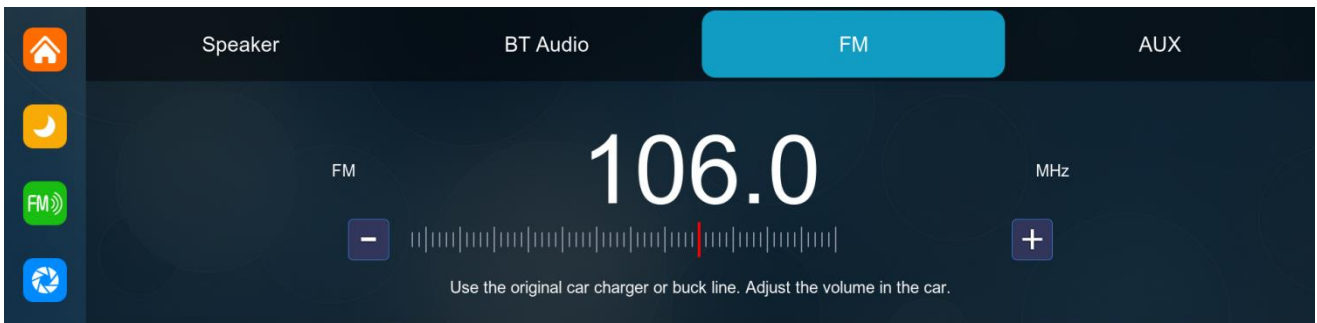 Speaker BT Audio FM AUX
FM 106.0 MHz
FM
- +
Use the original car charger or buck line. Adjust the volume in the car.